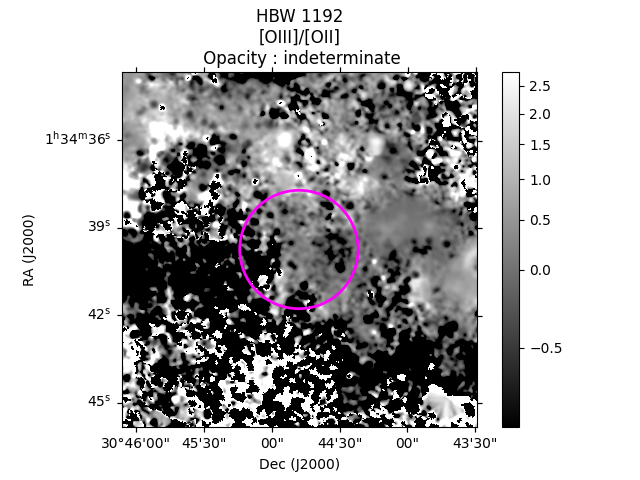 HBW 1192
[OIII]/[OII]
Opacity : indeterminate
1ʰ34ᵐ36ˢ
39ˢ
42ˢ
45ˢ
RA (J2000)
30°46'00" 45'30" 00" 44'30" 00" 43'30"
Dec (J2000)
2.5
2.0
1.5
1.0
0.5
0.0
−0.5